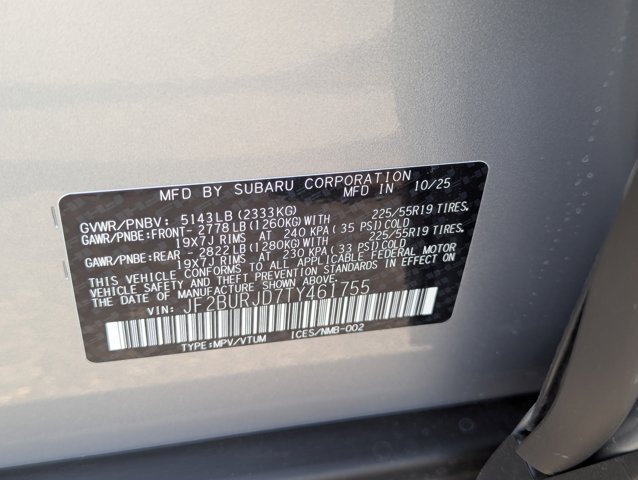 MFD BY SUBARU CORPORATION
MFD IN 10/25
GVWR/PNBV: 5143LB(2333KG)
GAWR/PNBE:FRONT- 2778LB(1260KG)WITH 225/55R19 TIRES,
19X7J RIMS AT 240 KPA( 35 PSI)COLD
GAWR/PNBE:REAR - 2822LB(1280KG)WITH 225/55R19 TIRES,
19X7J RIMS AT 230 KPA( 33 PSI)COLD
THIS VEHICLE CONFORMS TO ALL APPLICABLE FEDERAL MOTOR
VEHICLE SAFETY AND THEFT PREVENTION STANDARDS IN EFFECT ON
THE DATE OF MANUFACTURE SHOWN ABOVE.
VIN: JF2BURJD7TY461755
TYPE:MPV/VTUM ICES/NMB-002